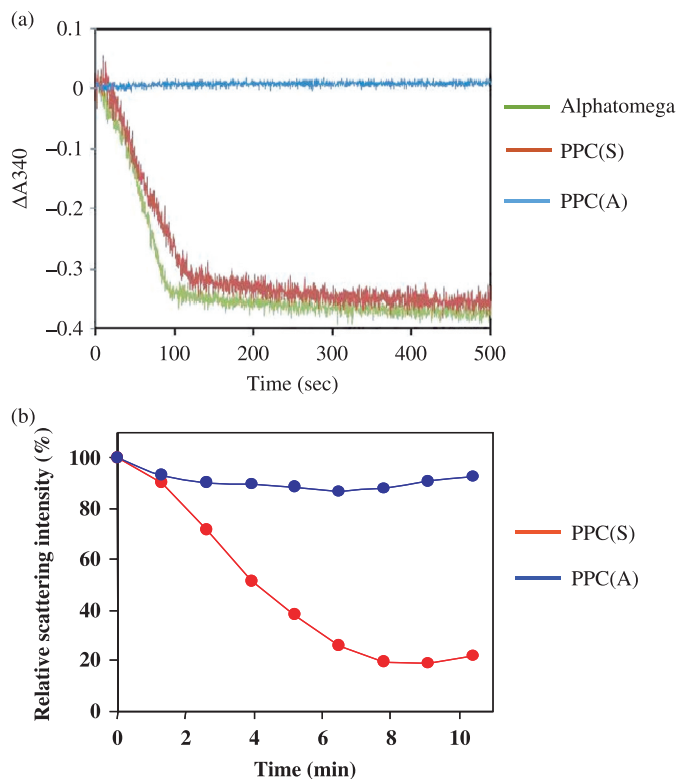 (a)
0.1
0
−0.1
−0.2
−0.3
−0.4
ΔA340
0 100 200 300 400 500
Time (sec)
Alphatomega
PPC(S)
PPC(A)
(b)
100
80
60
40
20
0
Relative scattering intensity (%)
0 2 4 6 8 10
Time (min)
PPC(S)
PPC(A)